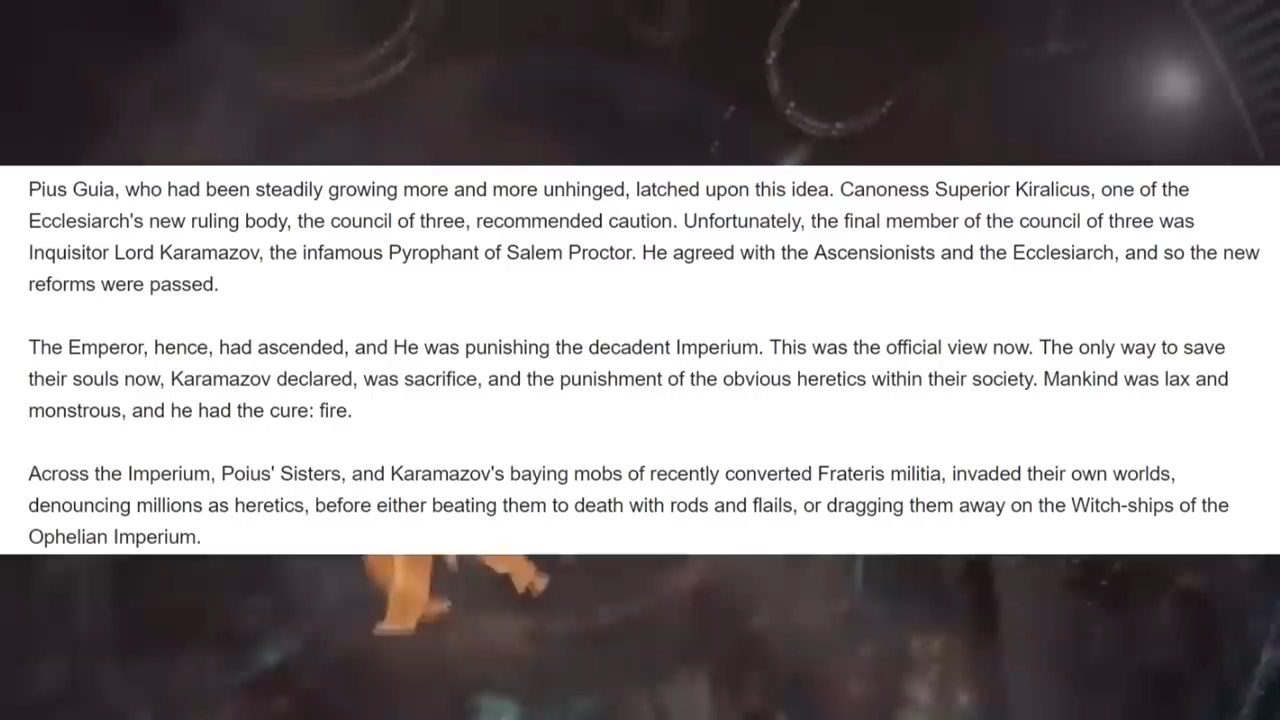 Pius Guia, who had been steadily growing more and more unhinged, latched upon this idea. Canoness Superior Kiralicus, one of the
Ecclesiarch's new ruling body, the council of three, recommended caution. Unfortunately, the final member of the council of three was
Inquisitor Lord Karamazov, the infamous Pyrophant of Salem Proctor. He agreed with the Ascensionists and the Ecclesiarch, and so the new
reforms were passed.
The Emperor, hence, had ascended, and He was punishing the decadent Imperium. This was the official view now. The only way to save
their souls now, Karamazov declared, was sacrifice, and the punishment of the obvious heretics within their society. Mankind was lax and
monstrous, and he had the cure: fire.
Across the Imperium, Poius' Sisters, and Karamazov's baying mobs of recently converted Frateris militia, invaded their own worlds,
denouncing millions as heretics, before either beating them to death with rods and flails, or dragging them away on the Witch-ships of the
Ophelian Imperium.